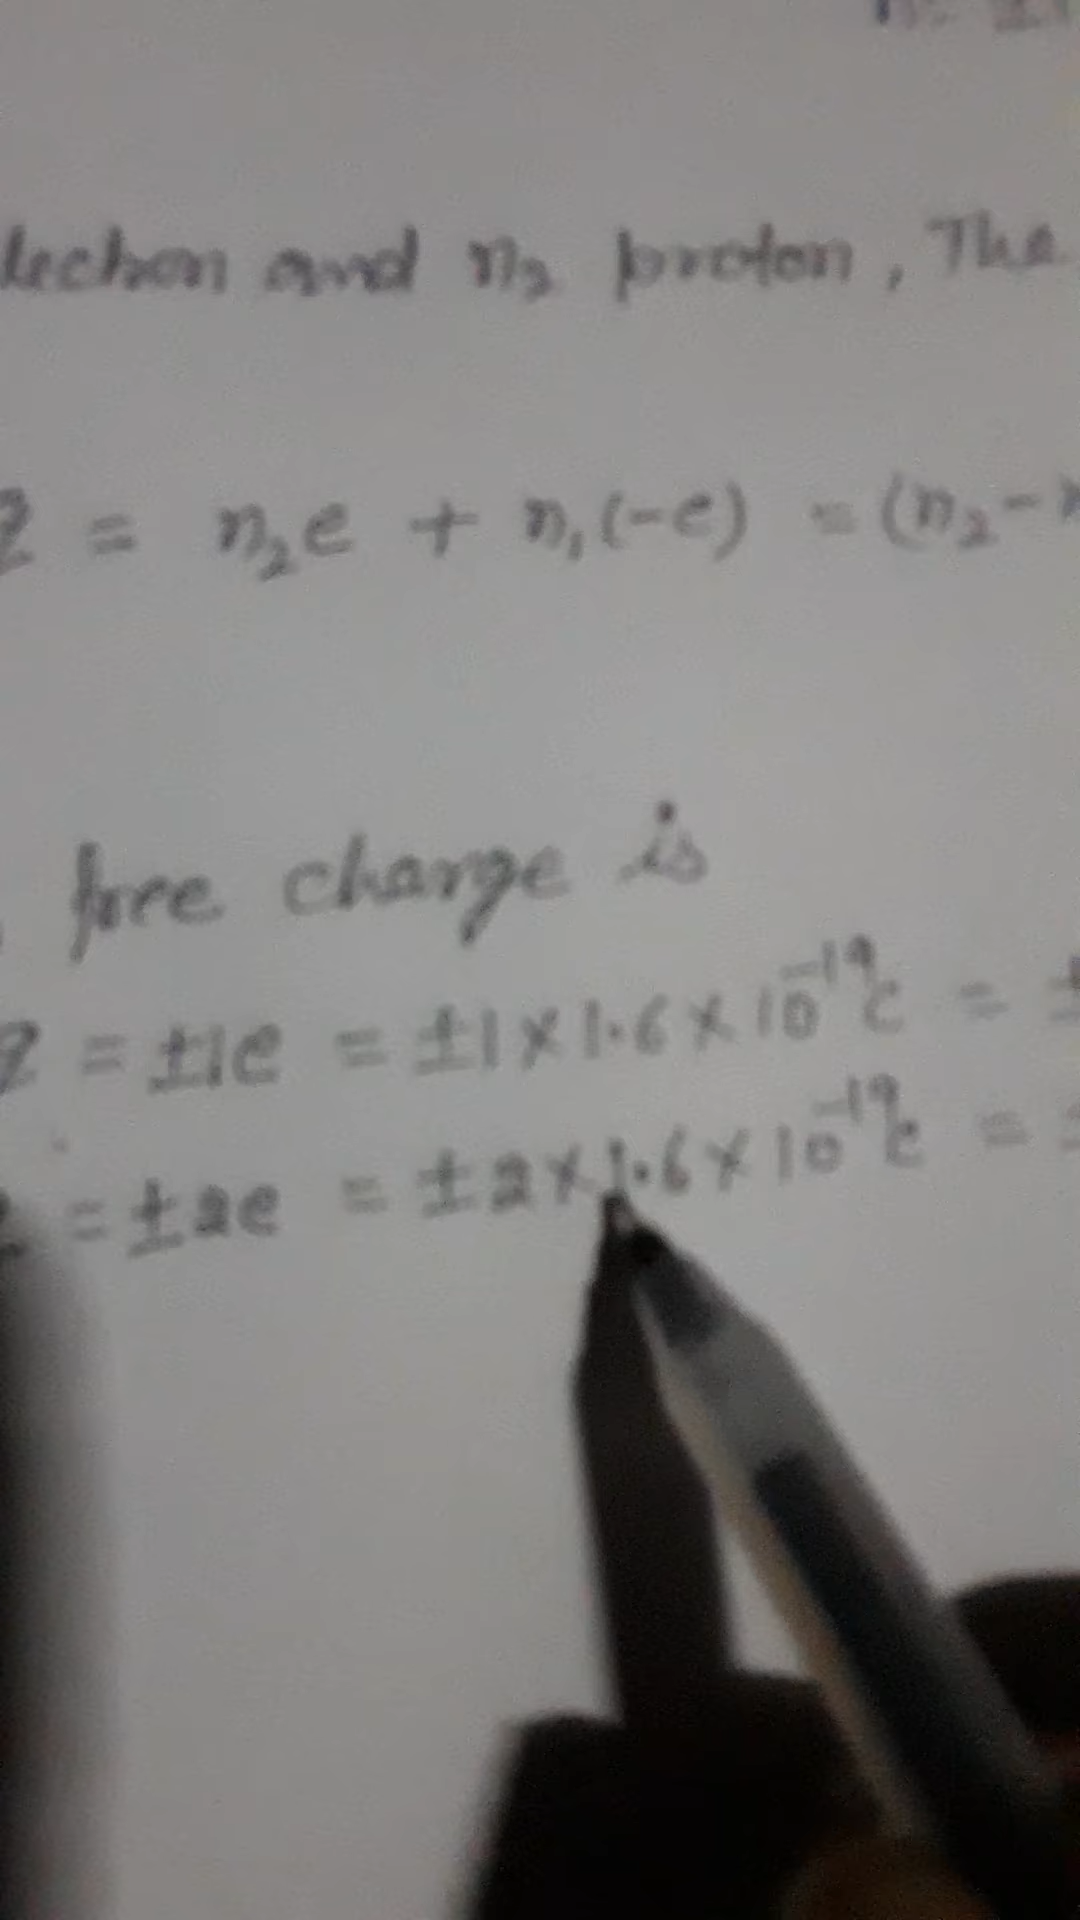 lectron and n₂ proton, The
q = n₂e + n₁(-e) = (n₂-n
free charge is
q = ±1e = ±1×1.6×10⁻¹⁹c = ±
= ±2e = ±2×1.6×10⁻¹⁹c =